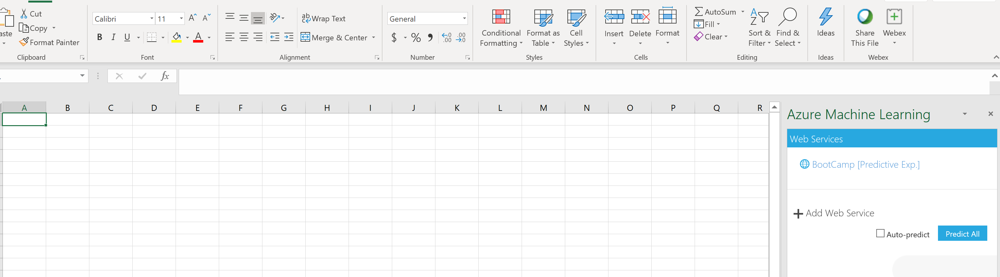 Cut
Copy
aste
Format Painter
Clipboard
Calibri 11
B I U
Font
Wrap Text
Merge & Center
Alignment
General
$ % ,
Number
Conditional Formatting
Format as Table
Cell Styles
Styles
Insert Delete Format
Cells
AutoSum
Fill
Clear
Sort & Filter
Find & Select
Editing
Ideas
Ideas
Share This File
Webex
Webex
fx
A B C D E F G H I J K L M N O P Q R
Azure Machine Learning
Web Services
BootCamp [Predictive Exp.]
Add Web Service
Auto-predict Predict All